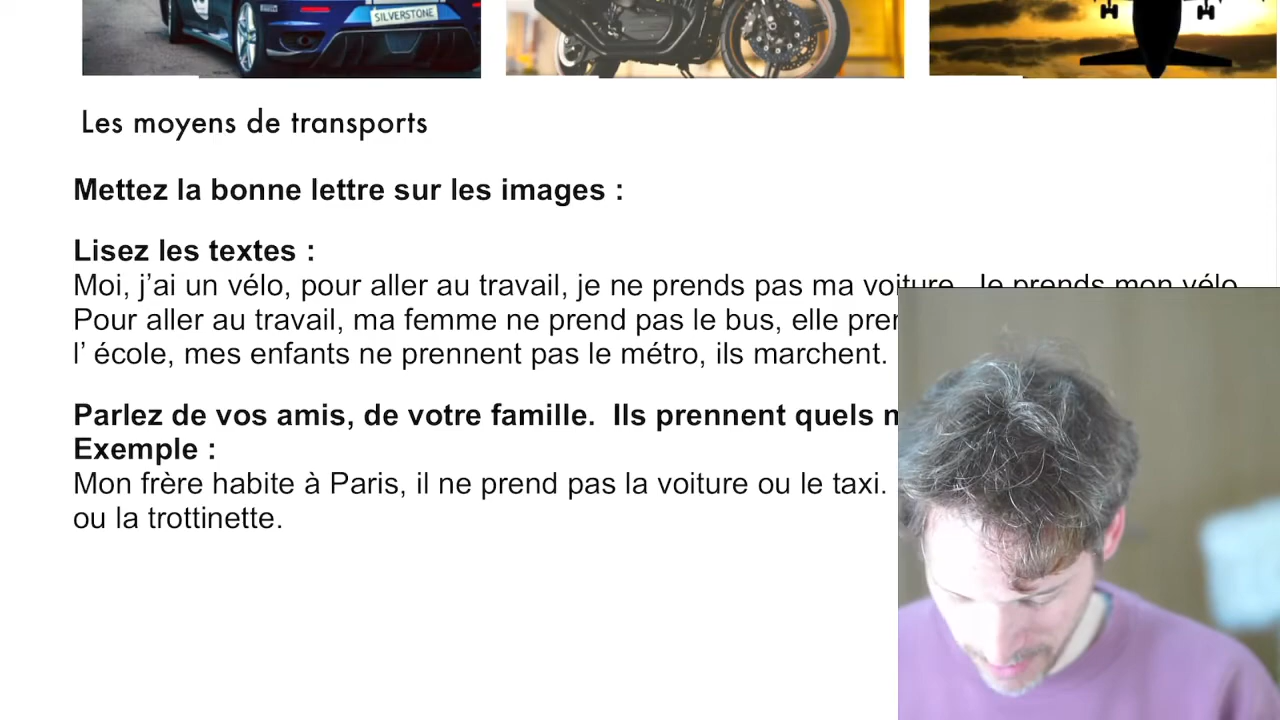 SILVERSTONE
Les moyens de transports
Mettez la bonne lettre sur les images :
Lisez les textes :
Moi, j’ai un vélo, pour aller au travail, je ne prends pas ma voiture. Je prends mon vélo.
Pour aller au travail, ma femme ne prend pas le bus, elle
l’ école, mes enfants ne prennent pas le métro, ils marchent.
Parlez de vos amis, de votre famille. Ils prennent quels
Exemple :
Mon frère habite à Paris, il ne prend pas la voiture ou le taxi.
ou la trottinette.